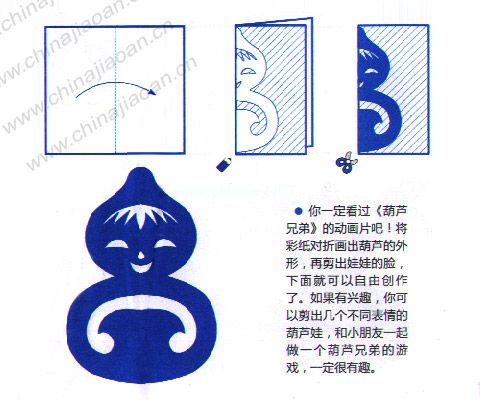 www.chinajiaoan.cn
www.chinajiaoan.cn
● 你一定看过《葫芦
兄弟》的动画片吧！将
彩纸对折画出葫芦的外
形，再剪出娃娃的脸，
下面就可以自由创作
了。如果有兴趣，你可
以剪出几个不同表情的
葫芦娃，和小朋友一起
做一个葫芦兄弟的游
戏，一定很有趣。